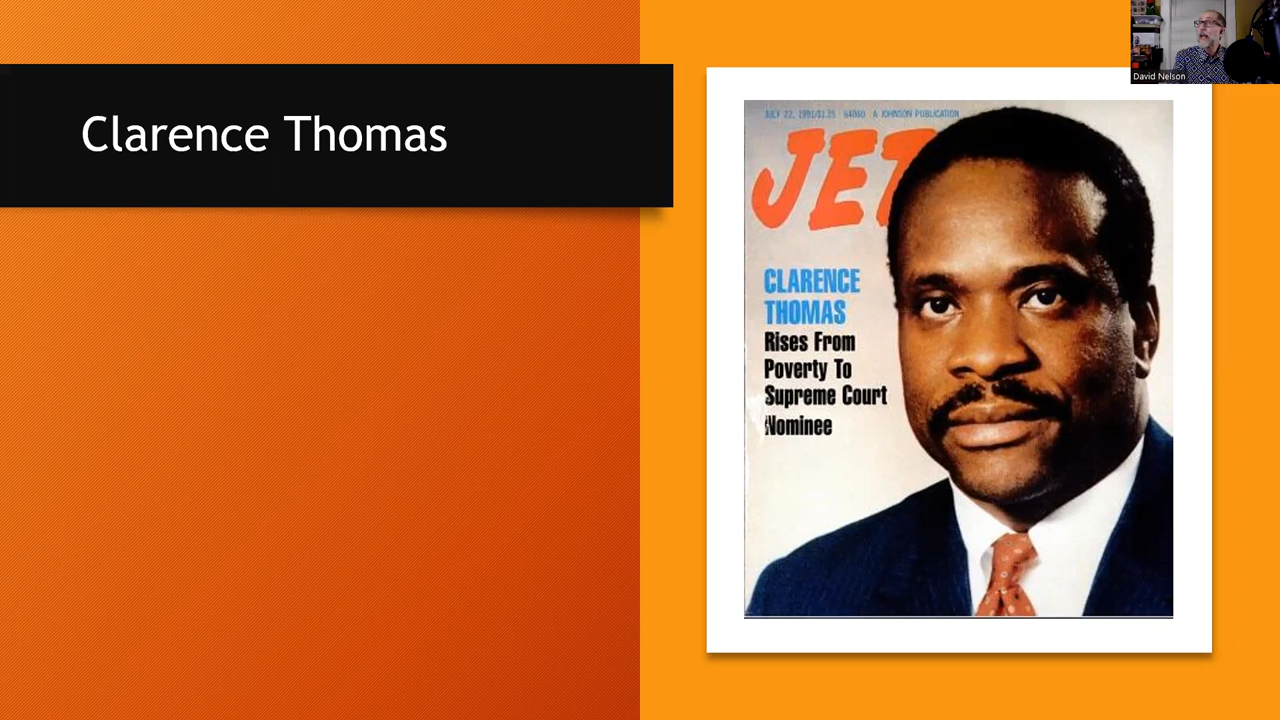 Clarence Thomas
David Nelson
JULY 22, 1991/$1.25 64060 A JOHNSON PUBLICATION
JET
CLARENCE
THOMAS
Rises From
Poverty To
Supreme Court
Nominee